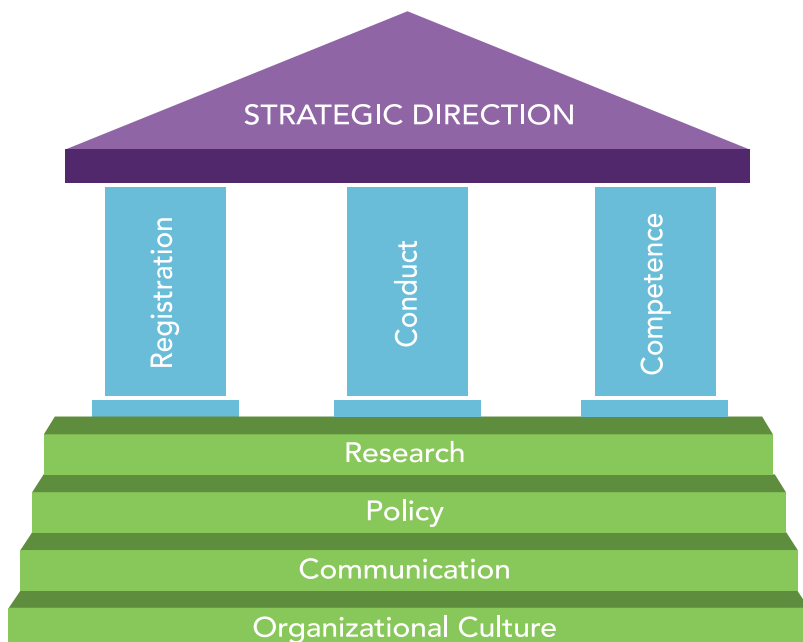 STRATEGIC DIRECTION
Registration
Conduct
Competence
Research
Policy
Communication
Organizational Culture